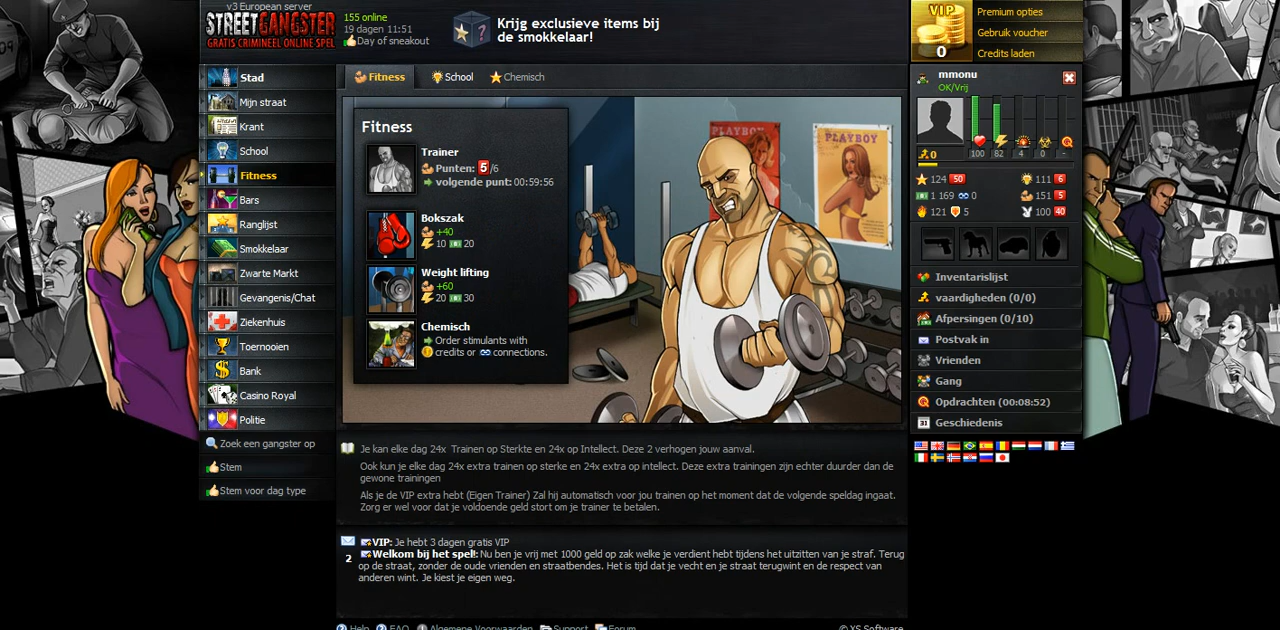 v3 European server
STREETGANGSTER
GRATIS CRIMINEEL ONLINE SPEL
155 online
19 dagen 11:51
Day of sneakout
Krijg exclusieve items bij
de smokkelaar!
VIP
0
Premium opties
Gebruik voucher
Credits laden
Stad
Mijn straat
Krant
School
Fitness
Bars
Ranglijst
Smokkelaar
Zwarte Markt
Gevangenis/Chat
Ziekenhuis
Toernooien
Bank
Casino Royal
Politie
Zoek een gangster op
Stem
Stem voor dag type
Fitness
School
Chemisch
Fitness
Trainer
Punten: 5/6
volgende punt: 00:59:56
Bokszak
+40
10 20
Weight lifting
+60
20 30
Chemisch
Order stimulants with
credits or connections.
PLAYBOY
PLAYBOY
Je kan elke dag 24x Trainen op Sterkte en 24x op Intellect. Deze 2 verhogen jouw aanval.
Ook kun je elke dag 24x extra trainen op sterke en 24x extra op intellect. Deze extra trainingen zijn echter duurder dan de
gewone trainingen
Als je de VIP extra hebt (Eigen Trainer) Zal hij automatisch voor jou trainen op het moment dat de volgende speldag ingaat.
Zorg er wel voor dat je voldoende geld stort om je trainer te betalen.
2
VIP: Je hebt 3 dagen gratis VIP
Welkom bij het spel!: Nu ben je vrij met 1000 geld op zak welke je verdient hebt tijdens het uitzitten van je straf. Terug
op de straat, zonder de oude vrienden en straatbendes. Het is tijd dat je vecht en je straat terugwint en de respect van
anderen wint. Je kiest je eigen weg.
Help FAQ Algemene Voorwaarden Support Forum
© XS Software
mmonu
OK/Vrij
0
100 82 4 0 -
124 50 111 6
1 169 0 151 5
121 5 100 40
Inventarislijst
vaardigheden (0/0)
Afpersingen (0/10)
Postvak in
Vrienden
Gang
Opdrachten (00:08:52)
Geschiedenis